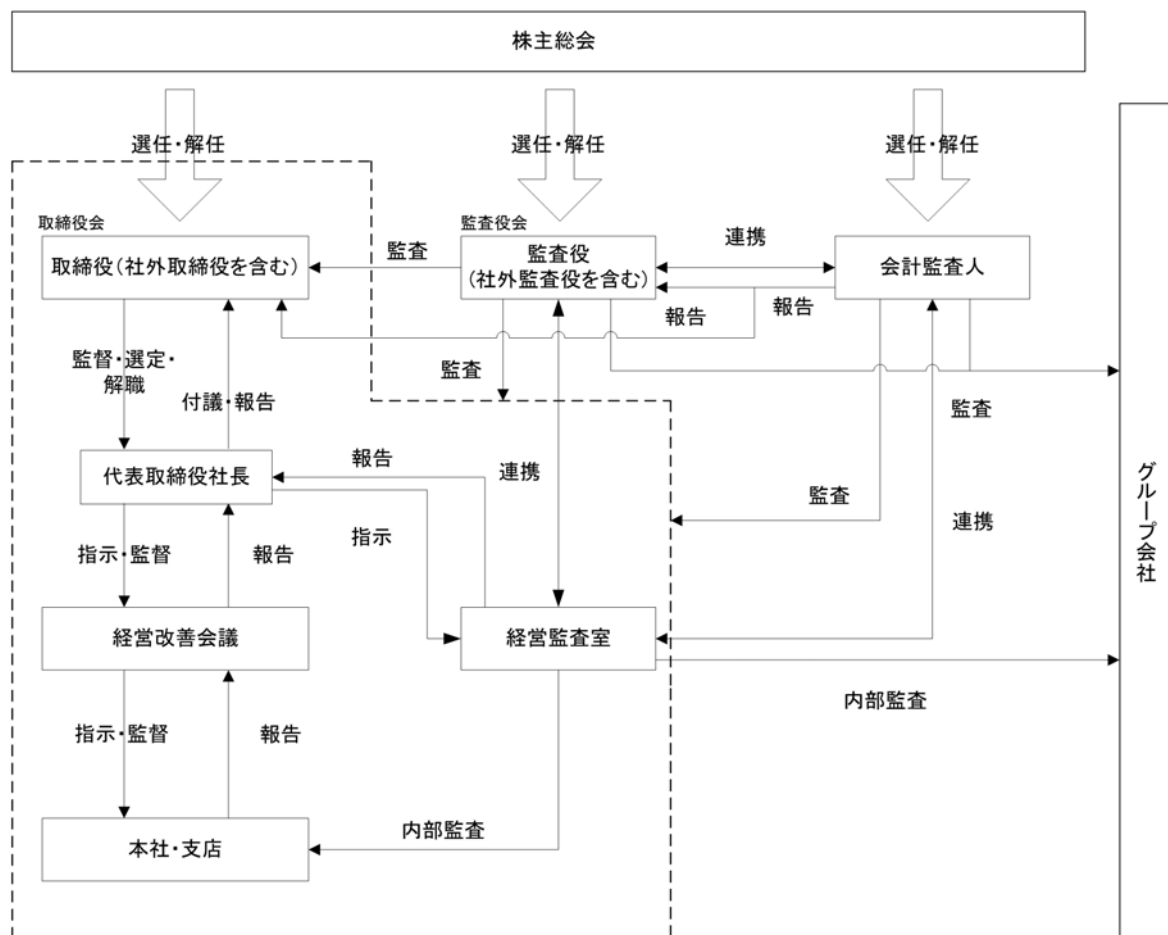 株主総会
選任・解任
選任・解任
選任・解任
取締役会
監査役会
取締役(社外取締役を含む)
監査
監査役
(社外監査役を含む)
連携
会計監査人
報告
報告
監督・選定・
解職
付議・報告
監査
監査
代表取締役社長
報告
連携
指示
監査
連携
グループ会社
指示・監督
報告
経営改善会議
経営監査室
内部監査
指示・監督
報告
内部監査
本社・支店